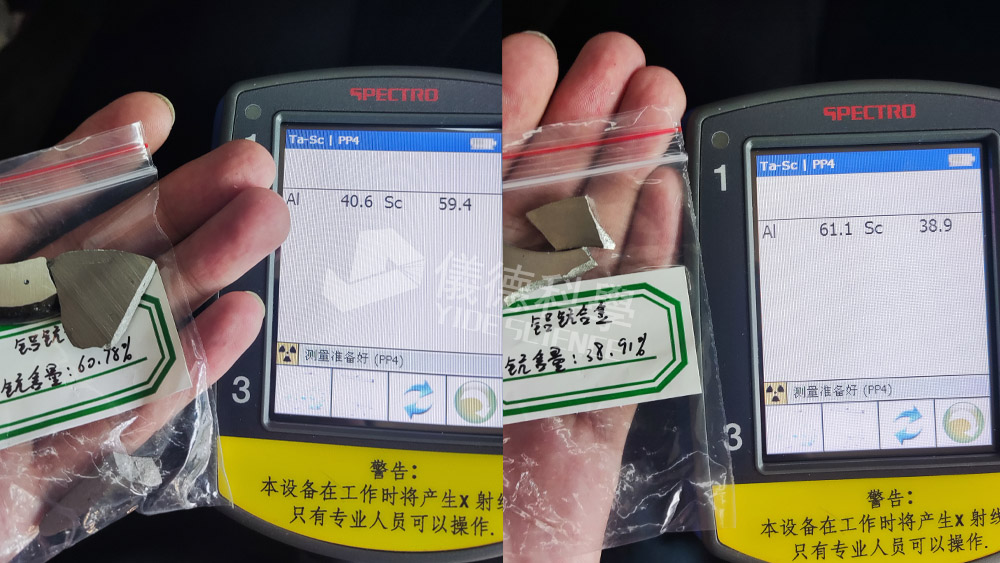 SPECTRO
1
Ta-Sc | PP4
Al 40.6 Sc 59.4
铝钪
钪含量:60.78%
测量准备好 (PP4)
3
警告:
本设备在工作时将产生X 射线
只有专业人员可以操作.
SPECTRO
1
Ta-Sc | PP4
Al 61.1 Sc 38.9
儀德科學
YIDE SCIENCE
铝钪合金
钪含量:38.91%
测量准备好 (PP4)
3
警告:
本设备在工作时将产生X 射线
只有专业人员可以操作.